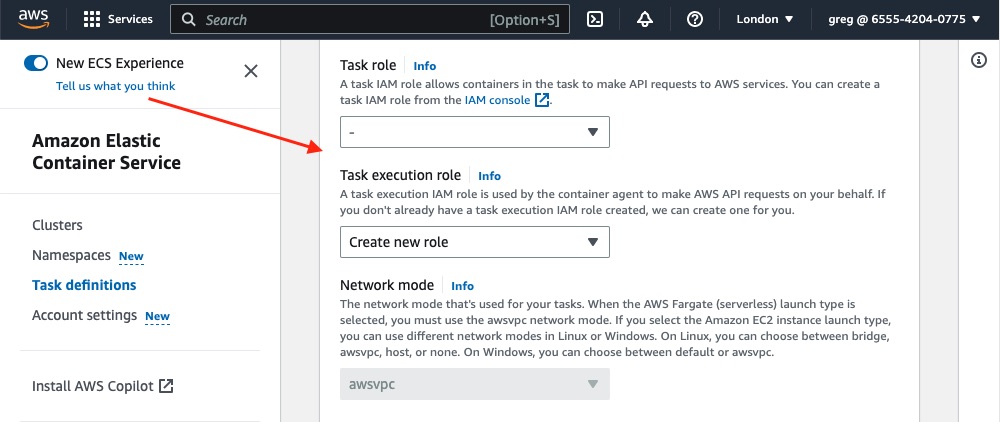 aws
Services
Search
[Option+S]
London
greg @ 6555-4204-0775
New ECS Experience
Tell us what you think
Amazon Elastic
Container Service
Clusters
Namespaces New
Task definitions
Account settings New
Install AWS Copilot
Task role Info
A task IAM role allows containers in the task to make API requests to AWS services. You can create a
task IAM role from the IAM console.
-
Task execution role Info
A task execution IAM role is used by the container agent to make AWS API requests on your behalf. If
you don't already have a task execution IAM role created, we can create one for you.
Create new role
Network mode Info
The network mode that's used for your tasks. When the AWS Fargate (serverless) launch type is
selected, you must use the awsvpc network mode. If you select the Amazon EC2 instance launch type,
you can use different network modes in Linux or Windows. On Linux, you can choose between bridge,
awsvpc, host, or none. On Windows, you can choose between default or awsvpc.
awsvpc